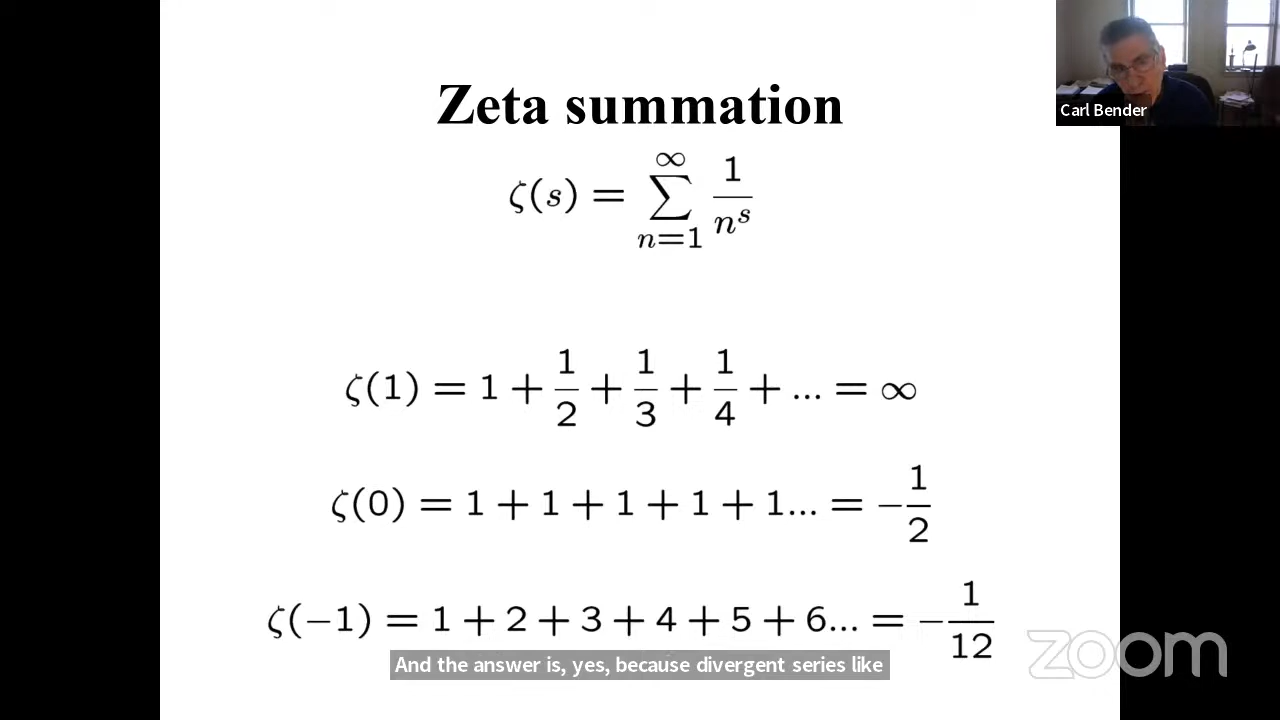 Carl Bender
Zeta summation
ζ(s) = ∑_{n=1}^{∞} 1/n^s
ζ(1) = 1 + 1/2 + 1/3 + 1/4 + ... = ∞
ζ(0) = 1 + 1 + 1 + 1 + 1... = −1/2
ζ(−1) = 1 + 2 + 3 + 4 + 5 + 6... = −1/12
And the answer is, yes, because divergent series like
zoom